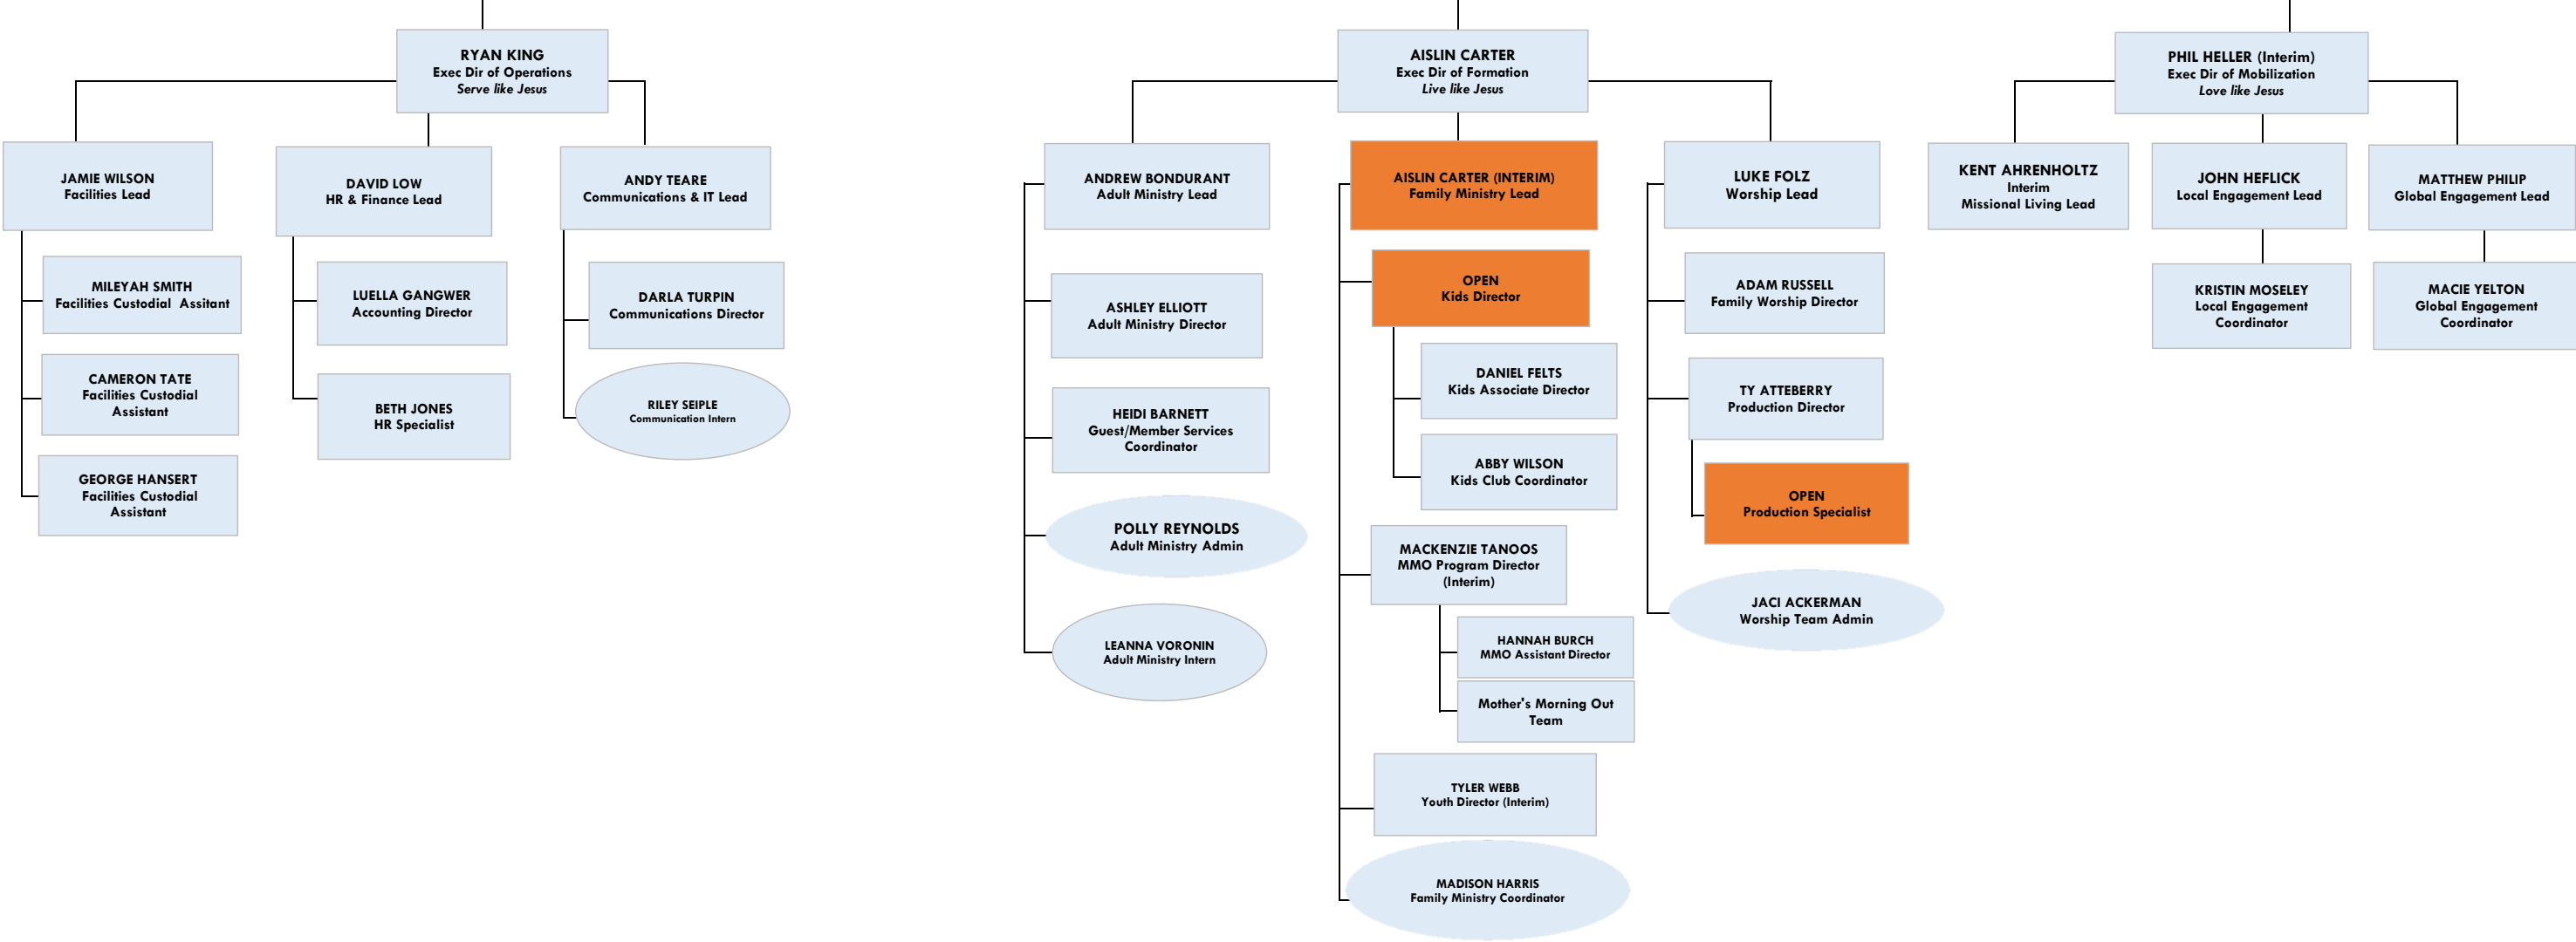 RYAN KING
Exec Dir of Operations
Serve like Jesus
JAMIE WILSON
Facilities Lead
MILEYAH SMITH
Facilities Custodial  Assitant
CAMERON TATE
Facilities Custodial
Assistant
GEORGE HANSERT
Facilities Custodial
Assistant
DAVID LOW
HR & Finance Lead
LUELLA GANGWER
Accounting Director
BETH JONES
HR Specialist
ANDY TEARE
Communications & IT Lead
DARLA TURPIN
Communications Director
RILEY SEIPLE
Communication Intern
AISLIN CARTER
Exec Dir of Formation
Live like Jesus
ANDREW BONDURANT
Adult Ministry Lead
ASHLEY ELLIOTT
Adult Ministry Director
HEIDI BARNETT
Guest/Member Services
Coordinator
POLLY REYNOLDS
Adult Ministry Admin
LEANNA VORONIN
Adult Ministry Intern
AISLIN CARTER (INTERIM)
Family Ministry Lead
OPEN
Kids Director
DANIEL FELTS
Kids Associate Director
ABBY WILSON
Kids Club Coordinator
MACKENZIE TANOOS
MMO Program Director
(Interim)
HANNAH BURCH
MMO Assistant Director
Mother's Morning Out
Team
TYLER WEBB
Youth Director (Interim)
MADISON HARRIS
Family Ministry Coordinator
LUKE FOLZ
Worship Lead
ADAM RUSSELL
Family Worship Director
TY ATTEBERRY
Production Director
OPEN
Production Specialist
JACI ACKERMAN
Worship Team Admin
PHIL HELLER (Interim)
Exec Dir of Mobilization
Love like Jesus
KENT AHRENHOLTZ
Interim
Missional Living Lead
JOHN HEFLICK
Local Engagement Lead
KRISTIN MOSELEY
Local Engagement
Coordinator
MATTHEW PHILIP
Global Engagement Lead
MACIE YELTON
Global Engagement
Coordinator